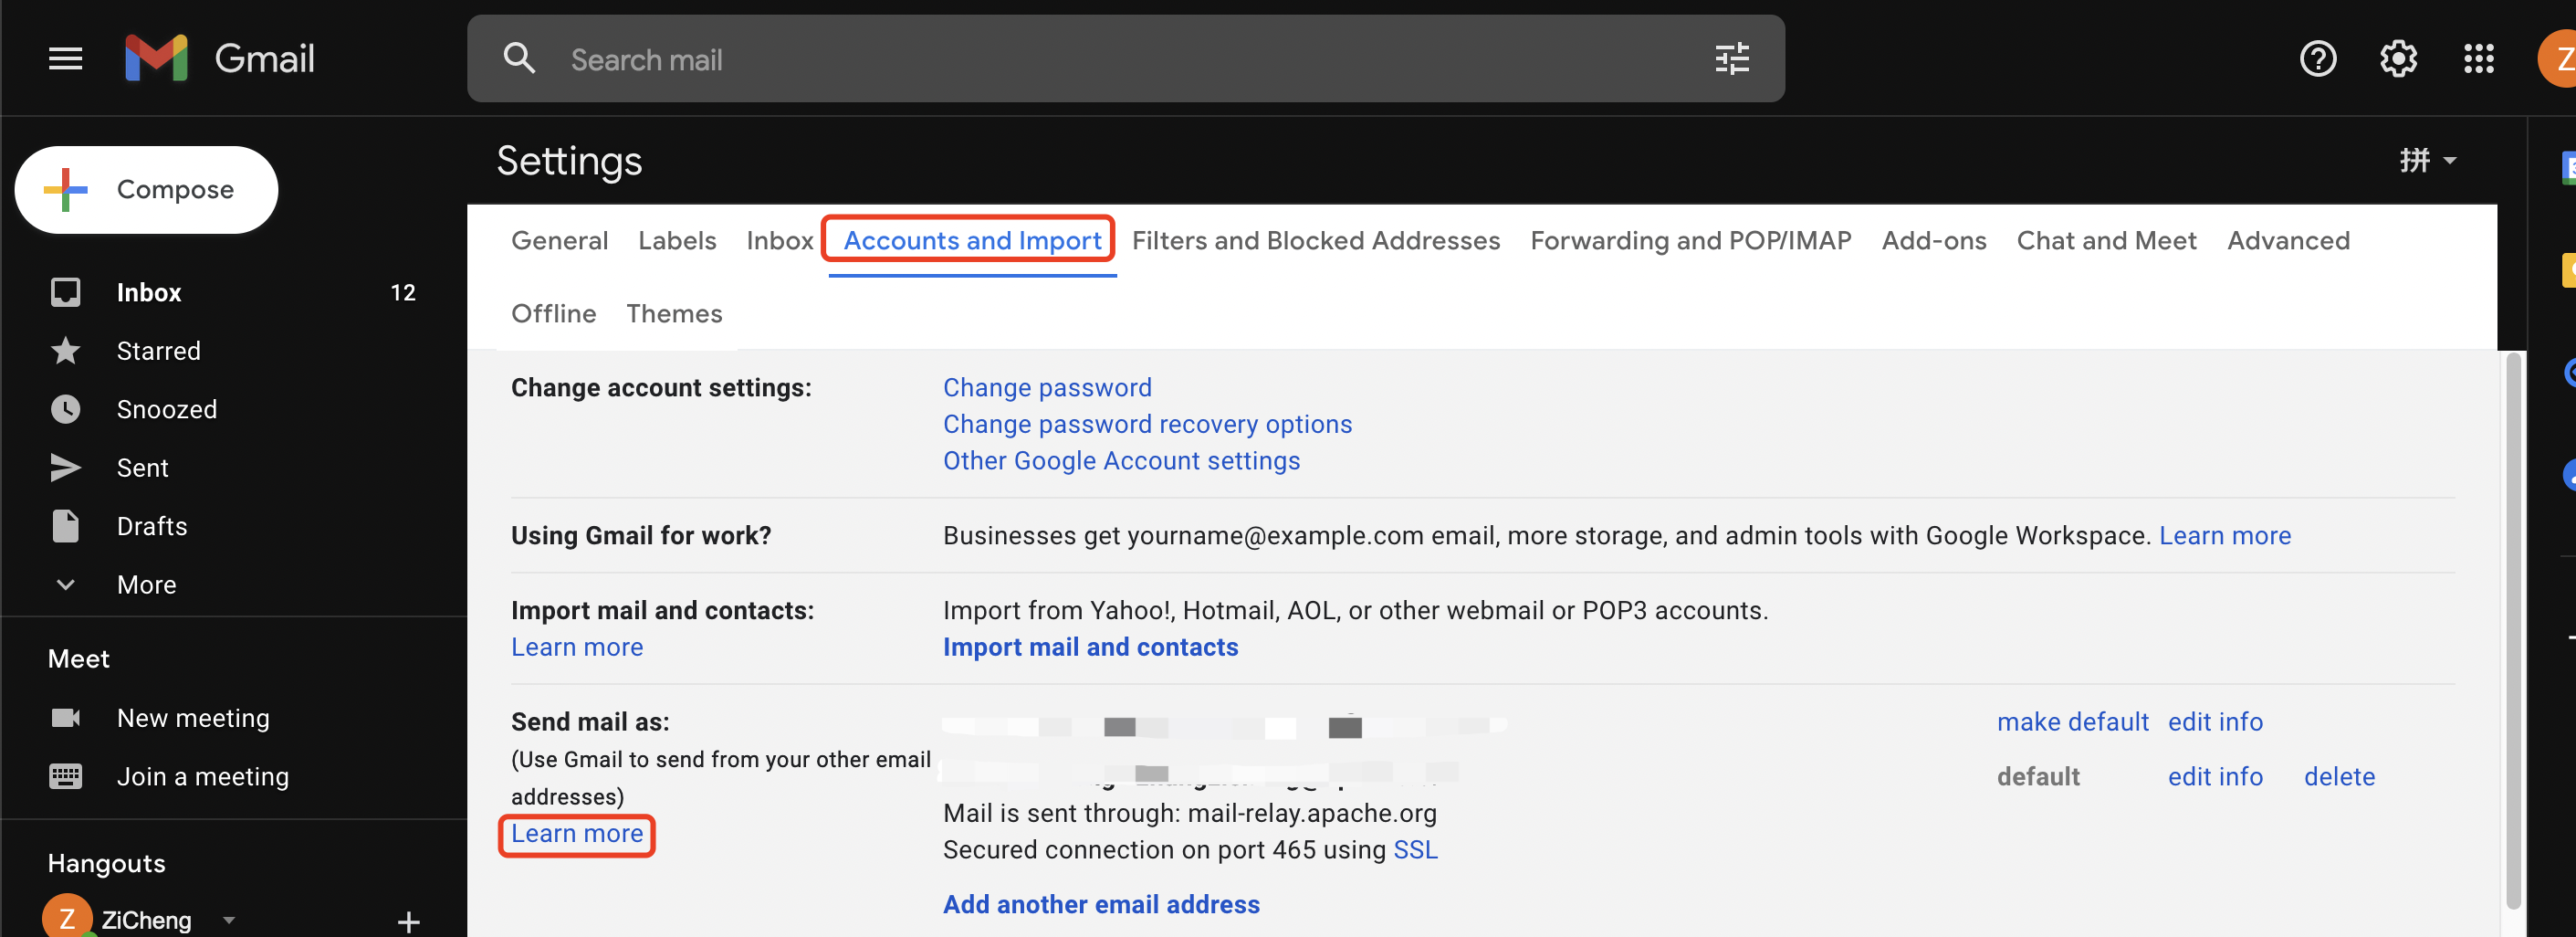 Gmail
Search mail
Z
Compose
Settings
拼
General Labels Inbox Accounts and Import Filters and Blocked Addresses Forwarding and POP/IMAP Add-ons Chat and Meet Advanced
Offline Themes
Inbox 12
Starred
Snoozed
Sent
Drafts
More
Meet
New meeting
Join a meeting
Hangouts
Z ZiCheng
Change account settings: Change password
Change password recovery options
Other Google Account settings
Using Gmail for work? Businesses get yourname@example.com email, more storage, and admin tools with Google Workspace. Learn more
Import mail and contacts: Import from Yahoo!, Hotmail, AOL, or other webmail or POP3 accounts.
Learn more Import mail and contacts
Send mail as: make default edit info
(Use Gmail to send from your other email
addresses)
Learn more
default edit info delete
Mail is sent through: mail-relay.apache.org
Secured connection on port 465 using SSL
Add another email address